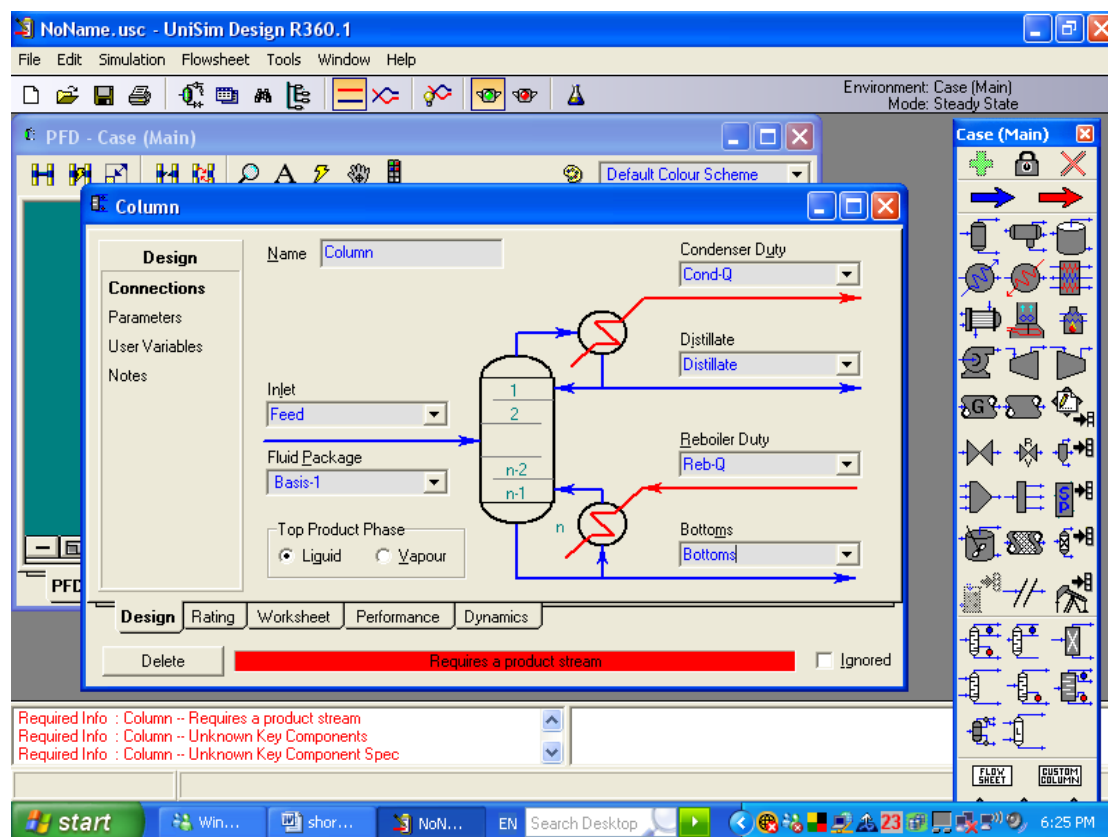 NoName.usc - UniSim Design R360.1
File Edit Simulation Flowsheet Tools Window Help
Environment: Case (Main)
Mode: Steady State
PFD - Case (Main)
Case (Main)
Default Colour Scheme
Column
Design
Connections
Parameters
User Variables
Notes
Name Column
Condenser Duty
Cond-Q
Distillate
Distillate
Inlet
Feed
1
2
n-2
n-1
n
Fluid Package
Basis-1
Reboiler Duty
Reb-Q
Top Product Phase
Liquid Vapour
Bottoms
Bottoms
PFD
Design Rating Worksheet Performance Dynamics
Delete Requires a product stream Ignored
Required Info : Column -- Requires a product stream
Required Info : Column -- Unknown Key Components
Required Info : Column -- Unknown Key Component Spec
FLOW SHEET
CUSTOM COLUMN
start Win... shor... NoN... EN Search Desktop 23 6:25 PM